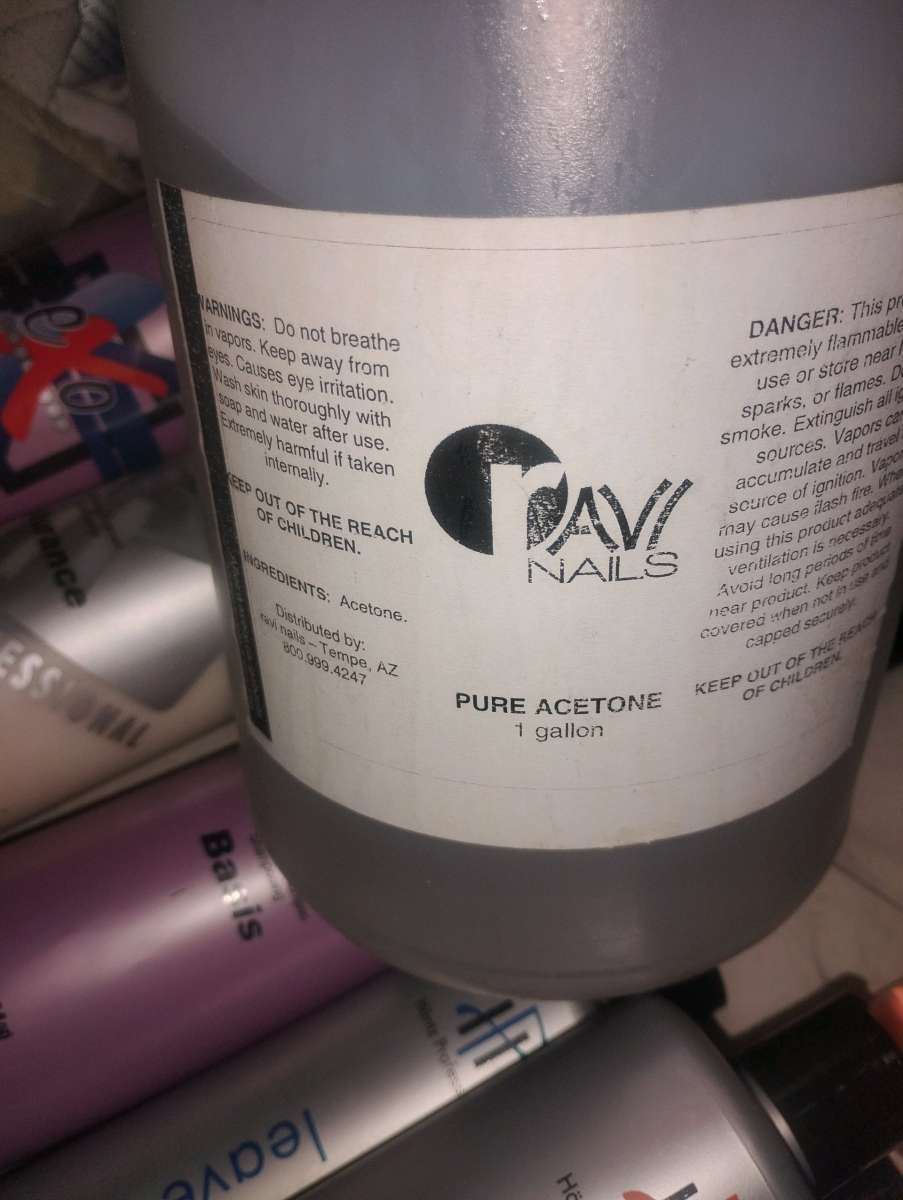 WARNINGS: Do not breathe
in vapors. Keep away from
eyes. Causes eye irritation.
Wash skin thoroughly with
soap and water after use.
Extremely harmful if taken
internally.
KEEP OUT OF THE REACH
OF CHILDREN.
INGREDIENTS: Acetone.
Distributed by:
ravi nails – Tempe, AZ
800.999.4247
rAVI
NAILS
PURE ACETONE
1 gallon
DANGER: This
extremely flammable
use or store near
sparks, or flames.
smoke. Extinguish all
sources. Vapors
accumulate and travel
source of ignition.
may cause flash fire.
using this product
ventilation is necessary.
Avoid long periods of time
near product. Keep product
covered when not in use and
capped securely.
KEEP OUT OF THE REACH
OF CHILDREN.
Basis
leave